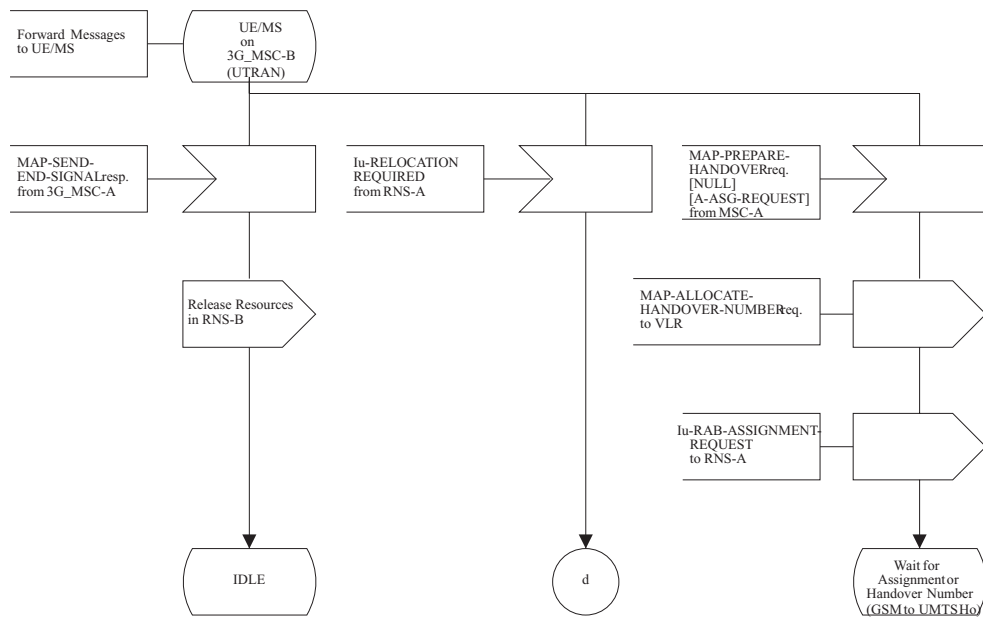 Forward Messages
to UE/MS
UE/MS
on
3G_MSC-B
(UTRAN)
MAP-SEND-
END-SIGNALresp.
from 3G_MSC-A
Iu-RELOCATION
REQUIRED
from RNS-A
MAP-PREPARE-
HANDOVERreq.
[NULL]
[A-ASG-REQUEST]
from MSC-A
Release Resources
in RNS-B
MAP-ALLOCATE-
HANDOVER-NUMBERreq.
to VLR
Iu-RAB-ASSIGNMENT-
REQUEST
to RNS-A
IDLE
d
Wait for
Assignment or
Handover Number
(GSM to UMTS Ho)